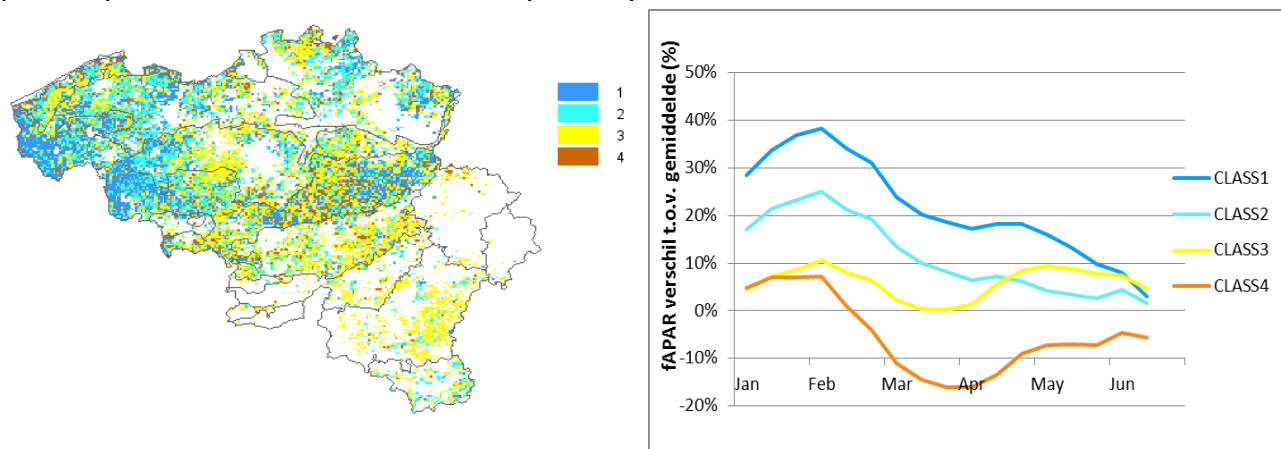 1
2
3
4
fAPAR verschil t.o.v. gemiddelde(%)
50%
40%
30%
20%
10%
0%
-10%
-20%
Jan Feb Mar Apr May Jun
CLASS1
CLASS2
CLASS3
CLASS4